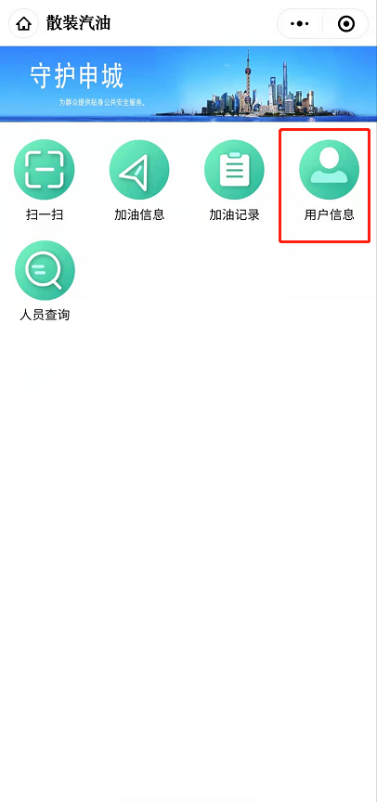 散装汽油
守护申城
为群众提供贴身公共安全服务。
扫一扫
加油信息
加油记录
用户信息
人员查询